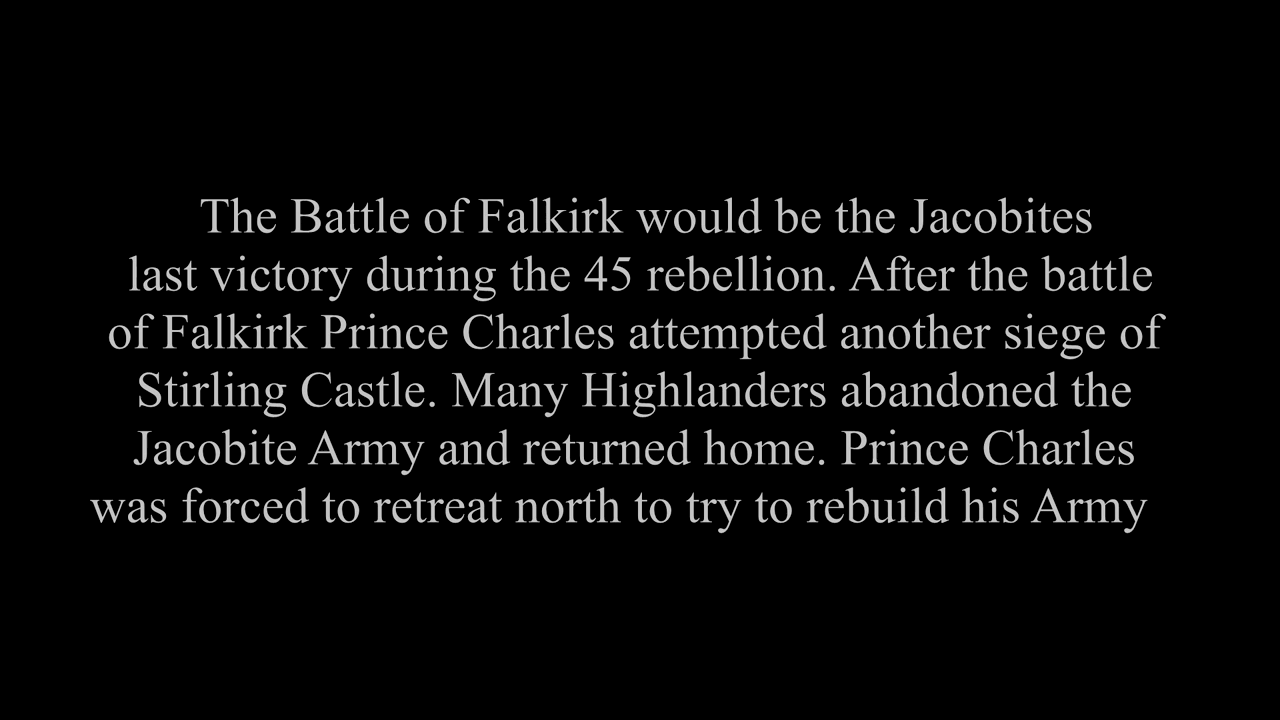 The Battle of Falkirk would be the Jacobites
last victory during the 45 rebellion. After the battle
of Falkirk Prince Charles attempted another siege of
Stirling Castle. Many Highlanders abandoned the
Jacobite Army and returned home. Prince Charles
was forced to retreat north to try to rebuild his Army